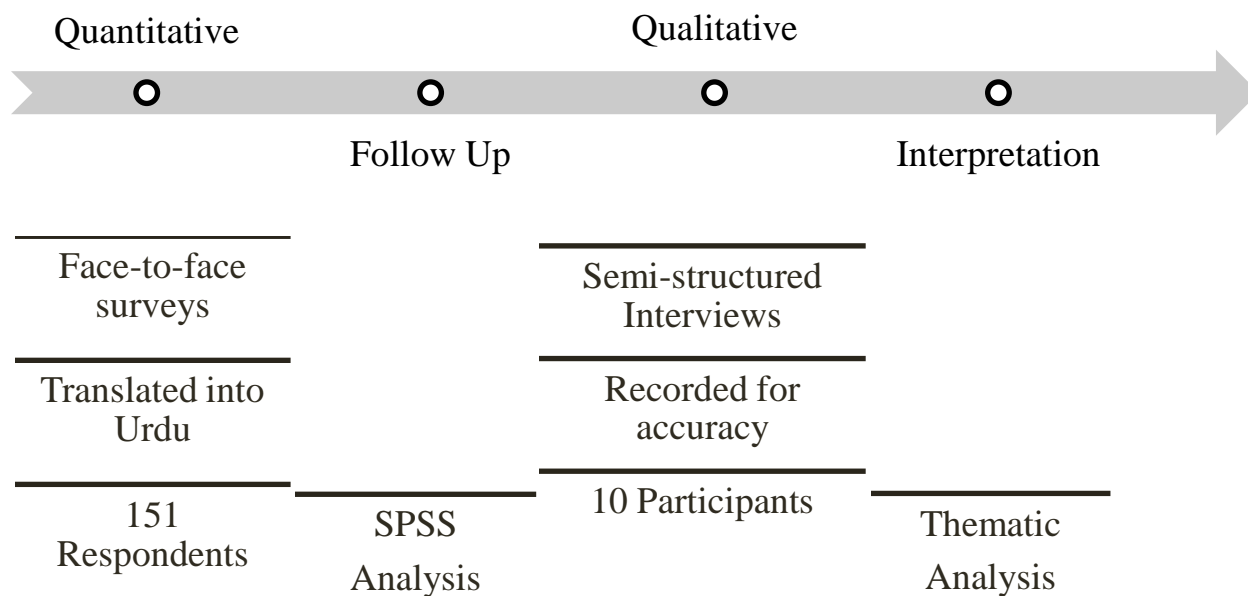 Quantitative
Qualitative
Follow Up
Interpretation
Face-to-face
surveys
Translated into
Urdu
151
Respondents
SPSS
Analysis
Semi-structured
Interviews
Recorded for
accuracy
10 Participants
Thematic
Analysis